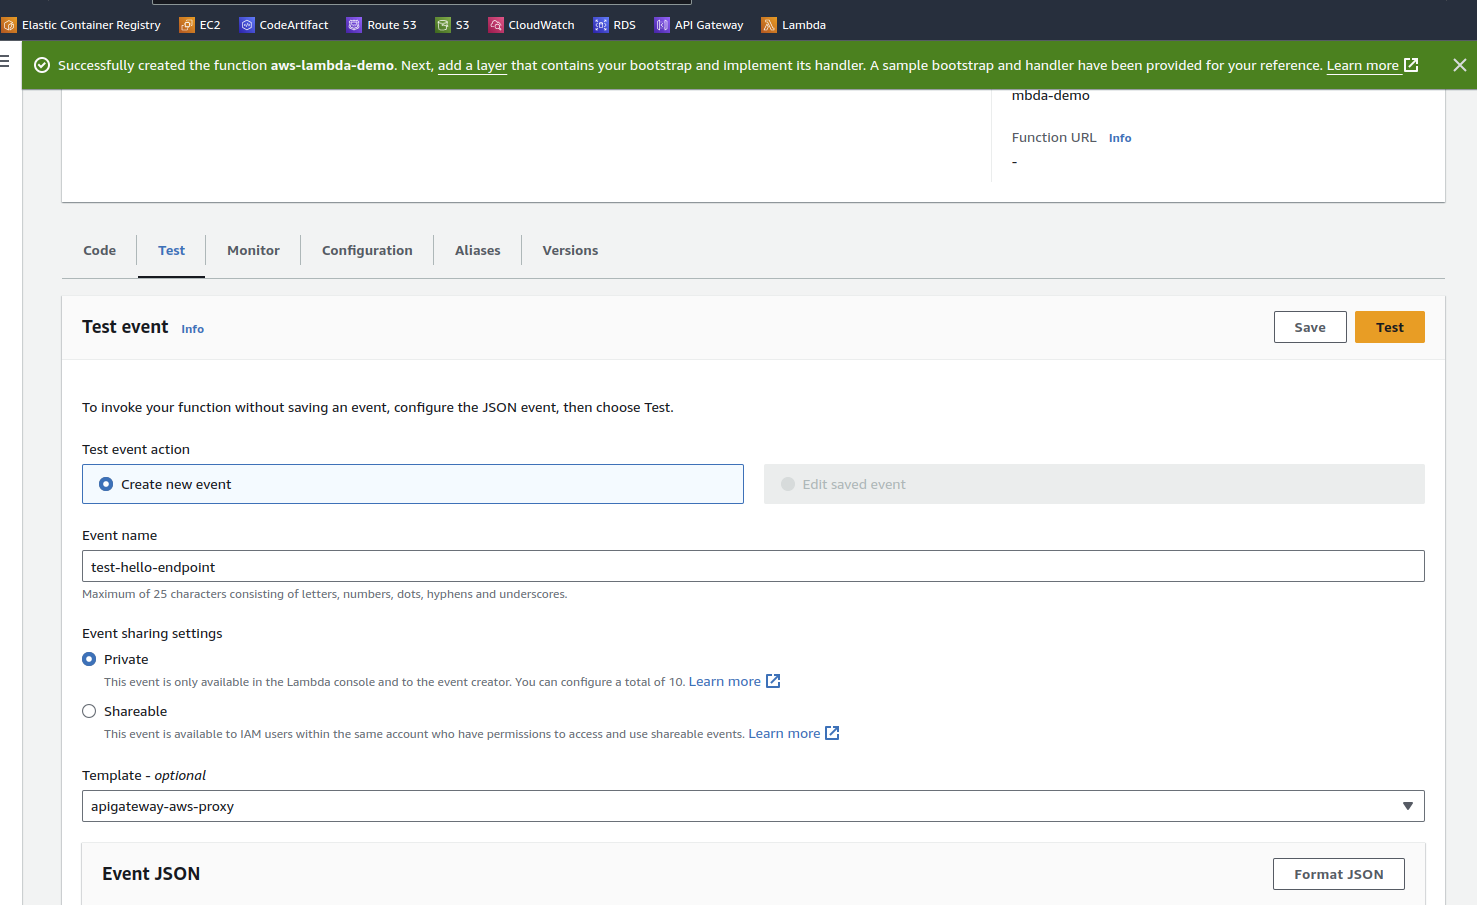 Elastic Container Registry EC2 CodeArtifact Route 53 S3 CloudWatch RDS API Gateway Lambda
Successfully created the function aws-lambda-demo. Next, add a layer that contains your bootstrap and implement its handler. A sample bootstrap and handler have been provided for your reference. Learn more
mbda-demo
Function URL Info
-
Code Test Monitor Configuration Aliases Versions
Test event Info Save Test
To invoke your function without saving an event, configure the JSON event, then choose Test.
Test event action
Create new event Edit saved event
Event name
test-hello-endpoint
Maximum of 25 characters consisting of letters, numbers, dots, hyphens and underscores.
Event sharing settings
Private
This event is only available in the Lambda console and to the event creator. You can configure a total of 10. Learn more
Shareable
This event is available to IAM users within the same account who have permissions to access and use shareable events. Learn more
Template - optional
apigateway-aws-proxy
Event JSON Format JSON